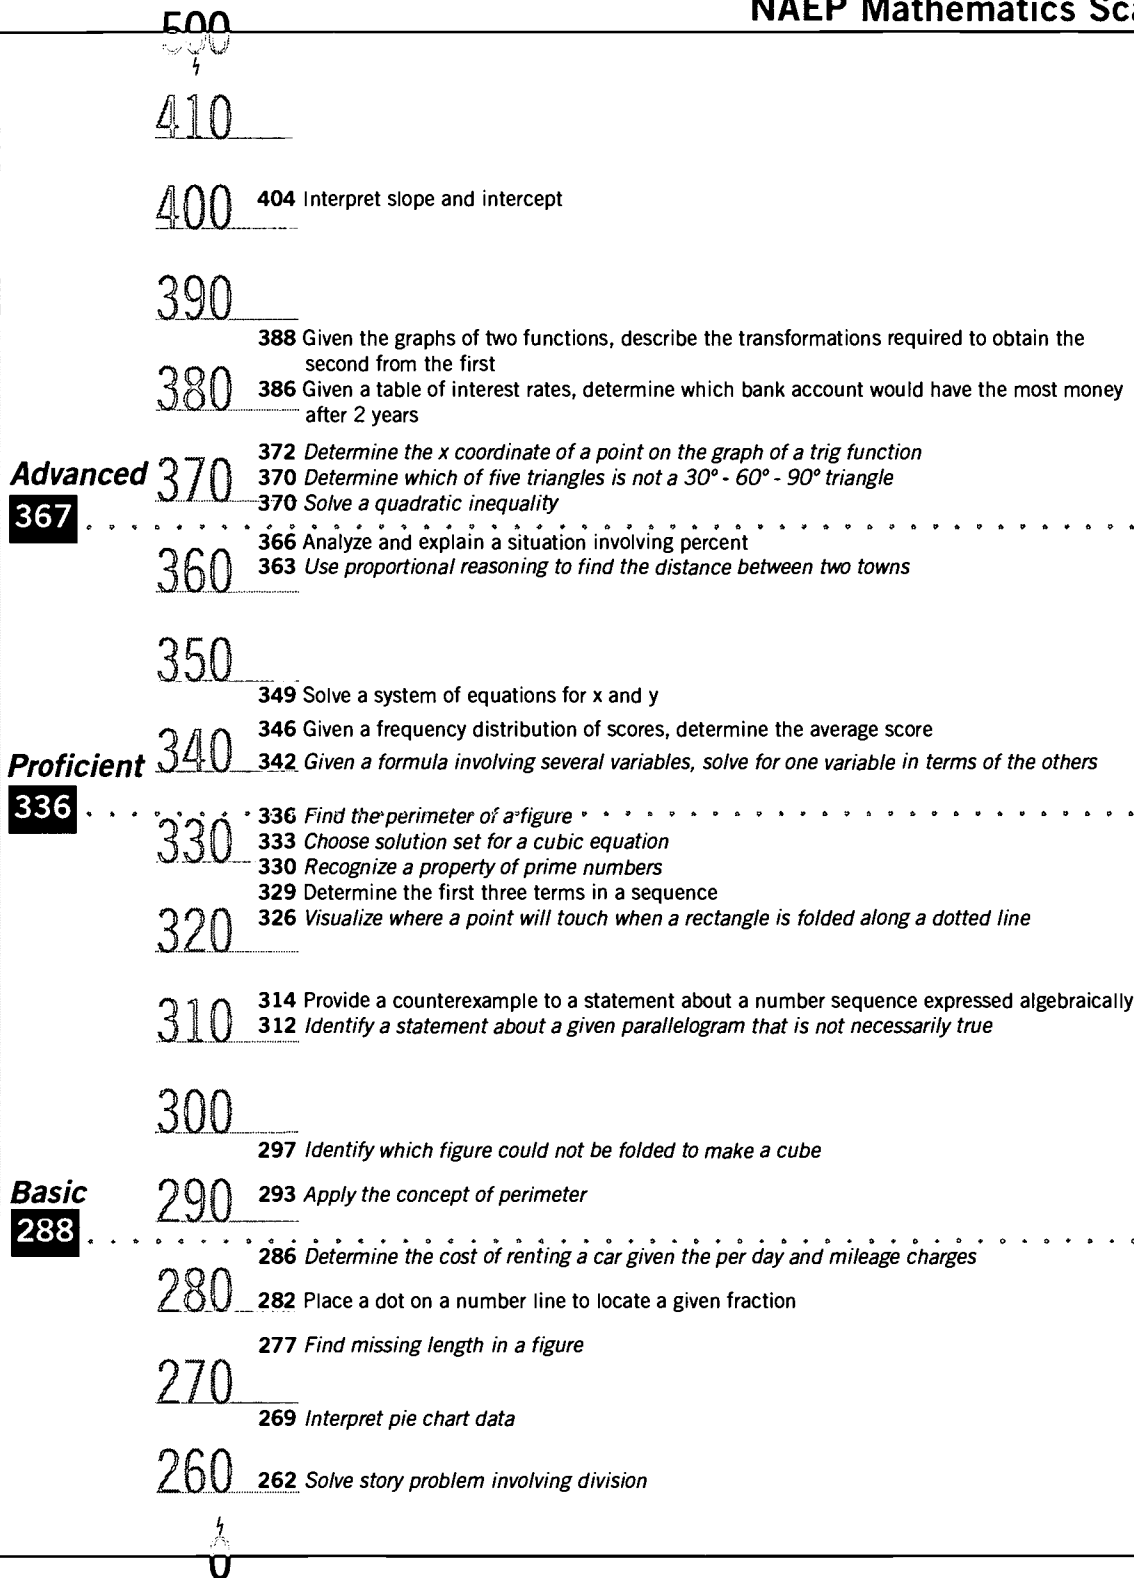 NAEP Mathematics Sca
500
410
400 404 Interpret slope and intercept
390
388 Given the graphs of two functions, describe the transformations required to obtain the
second from the first
380 386 Given a table of interest rates, determine which bank account would have the most money
after 2 years
372 Determine the x coordinate of a point on the graph of a trig function
Advanced 370 370 Determine which of five triangles is not a 30° - 60° - 90° triangle
370 Solve a quadratic inequality
367
366 Analyze and explain a situation involving percent
360 363 Use proportional reasoning to find the distance between two towns
350
349 Solve a system of equations for x and y
346 Given a frequency distribution of scores, determine the average score
Proficient 340 342 Given a formula involving several variables, solve for one variable in terms of the others
336 336 Find the perimeter of a figure
330 333 Choose solution set for a cubic equation
330 Recognize a property of prime numbers
329 Determine the first three terms in a sequence
320 326 Visualize where a point will touch when a rectangle is folded along a dotted line
314 Provide a counterexample to a statement about a number sequence expressed algebraically
310 312 Identify a statement about a given parallelogram that is not necessarily true
300
297 Identify which figure could not be folded to make a cube
Basic 290 293 Apply the concept of perimeter
288
286 Determine the cost of renting a car given the per day and mileage charges
280 282 Place a dot on a number line to locate a given fraction
277 Find missing length in a figure
270
269 Interpret pie chart data
260 262 Solve story problem involving division
0